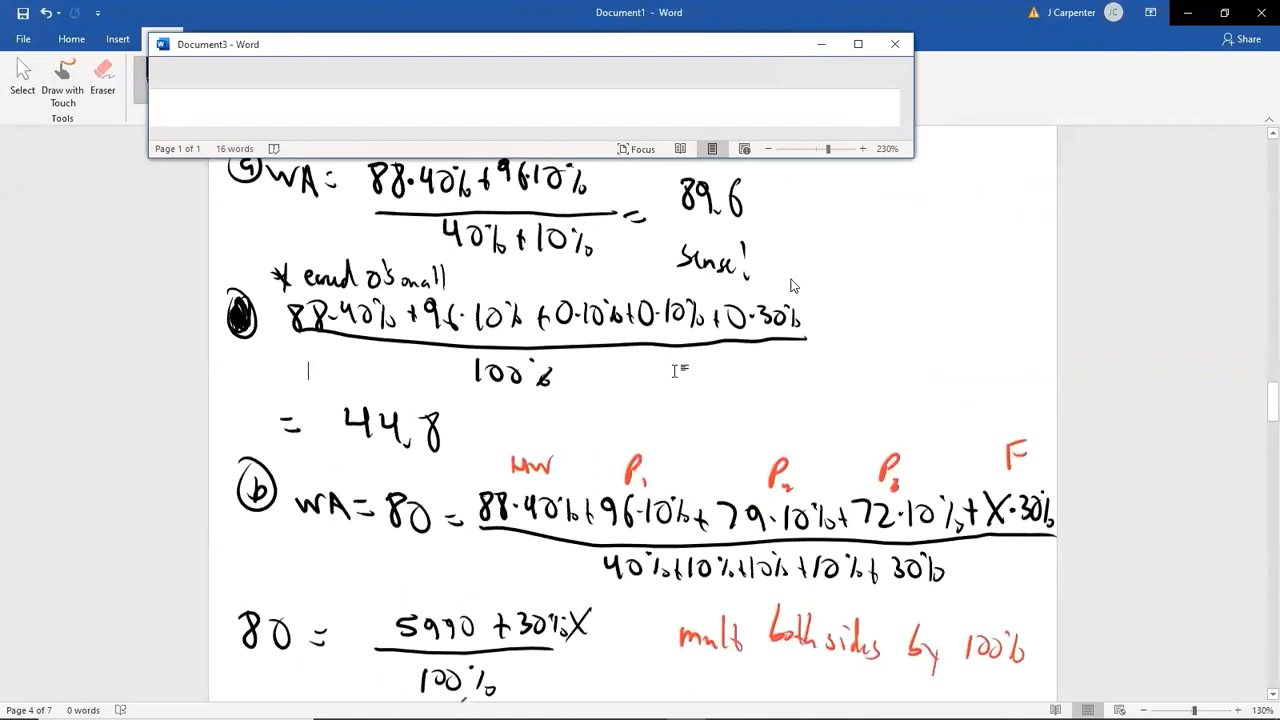 Document1 - Word
J Carpenter
JC
File
Home
Insert
Share
Document3 - Word
Select
Draw with Touch
Eraser
Tools
Page 1 of 1
16 words
Focus
230%
a WA = 88·40%+96·10%
40%+10%
= 89.6
sense!
* earned 0's on all
88·40%+96·10%+0·10%+0·10%+0·30%
100%
= 44.8
HW P1 P2 P3 F
b WA = 80 = 88·40%+96·10%+79·10%+72·10%+X·30%
40%+10%+10%+10%+30%
80 = 5990+30%X
100%
mult both sides by 100%
Page 4 of 7
0 words
130%